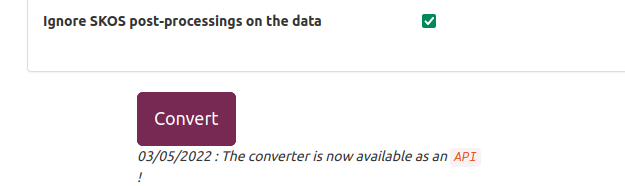 Ignore SKOS post-processings on the data
Convert
03/05/2022 : The converter is now available as an API
!